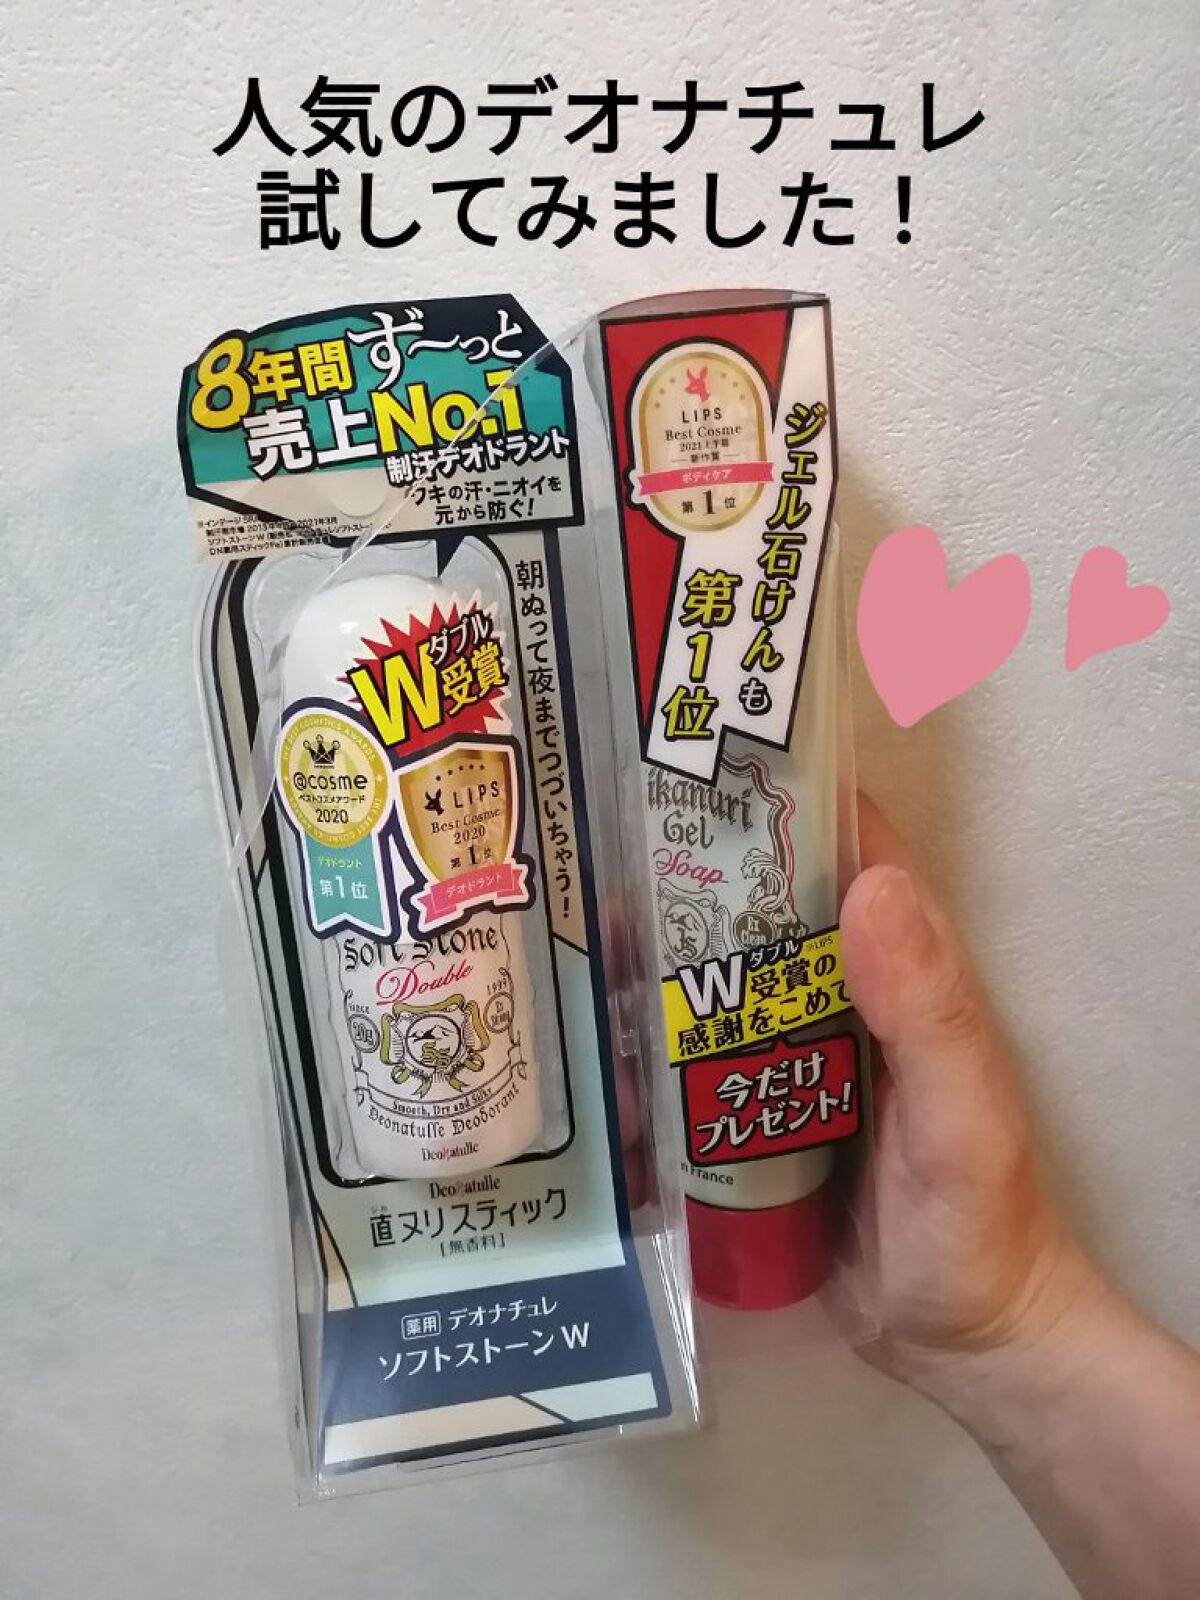 人気のデオナチュレ
試してみました！
8年間ず～っと
売上No.1
制汗デオドラント
ワキの汗・ニオイを
元から防ぐ!
朝ぬって夜までつづいちゃう!
Wダブル受賞
@cosme
ベストコスメアワード
2020
デオドラント
第1位
LIPS
Best Cosme
2020
第1位
デオドラント
Soft Stone
Double
Since
20g
1999
Smooth, Dry and Silky
Deonatulle Deodorant
DeoNatulle
DeoNatulle
直ヌリスティック
[無香料]
薬用 デオナチュレ
ソフトストーンW
LIPS
Best Cosme
2021上半期
新作賞
ボディケア
第1位
ジェル石けんも
第1位
ikanuri
Gel
Soap
JS
Ex
Clean
Wダブル受賞の
※LIPS
感謝をこめて
今だけ
プレゼント!
n France